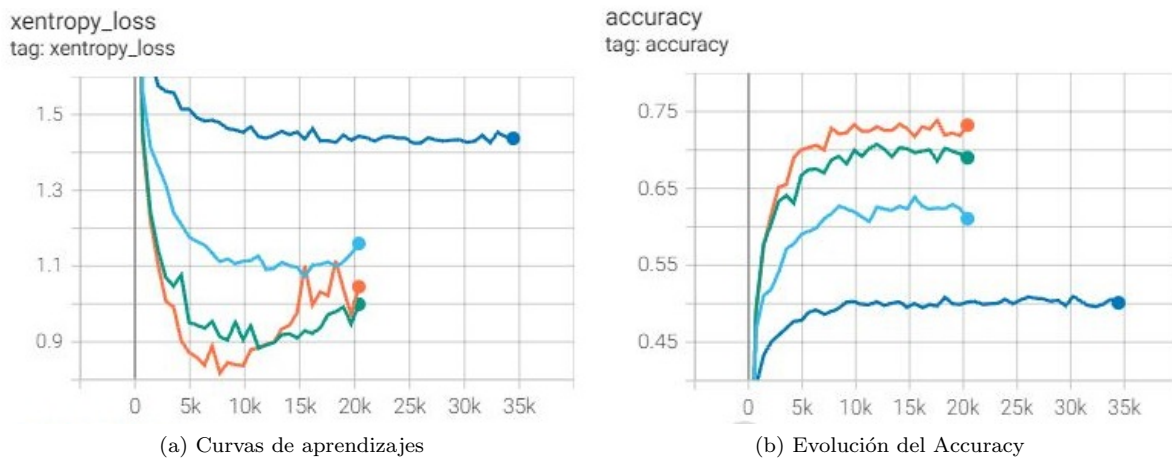 xentropy_loss
tag: xentropy_loss
1.5
1.3
1.1
0.9
0 5k 10k 15k 20k 25k 30k 35k
(a) Curvas de aprendizajes
accuracy
tag: accuracy
0.75
0.65
0.55
0.45
0 5k 10k 15k 20k 25k 30k 35k
(b) Evolución del Accuracy